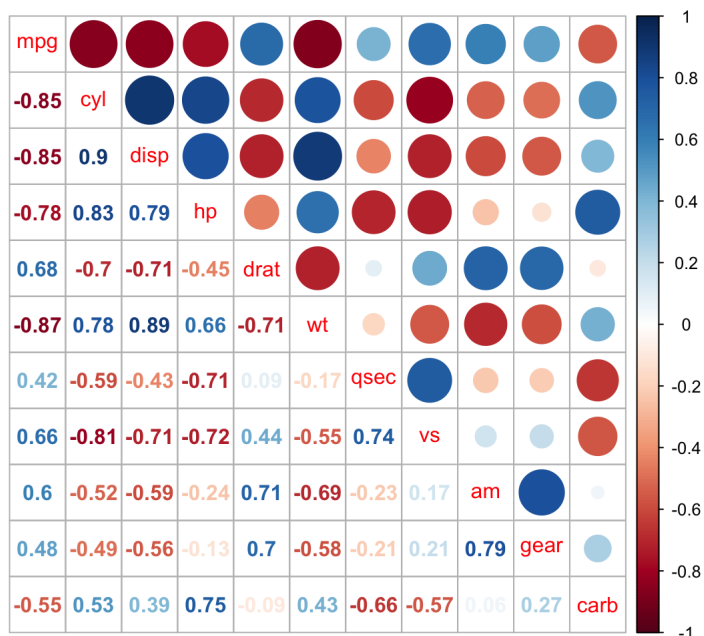 mpg
-0.85 cyl
-0.85 0.9 disp
-0.78 0.83 0.79 hp
0.68 -0.7 -0.71 -0.45 drat
-0.87 0.78 0.89 0.66 -0.71 wt
0.42 -0.59 -0.43 -0.71 0.09 -0.17 qsec
0.66 -0.81 -0.71 -0.72 0.44 -0.55 0.74 vs
0.6 -0.52 -0.59 -0.24 0.71 -0.69 -0.23 0.17 am
0.48 -0.49 -0.56 -0.13 0.7 -0.58 -0.21 0.21 0.79 gear
-0.55 0.53 0.39 0.75 -0.09 0.43 -0.66 -0.57 0.06 0.27 carb
1
0.8
0.6
0.4
0.2
0
-0.2
-0.4
-0.6
-0.8
-1